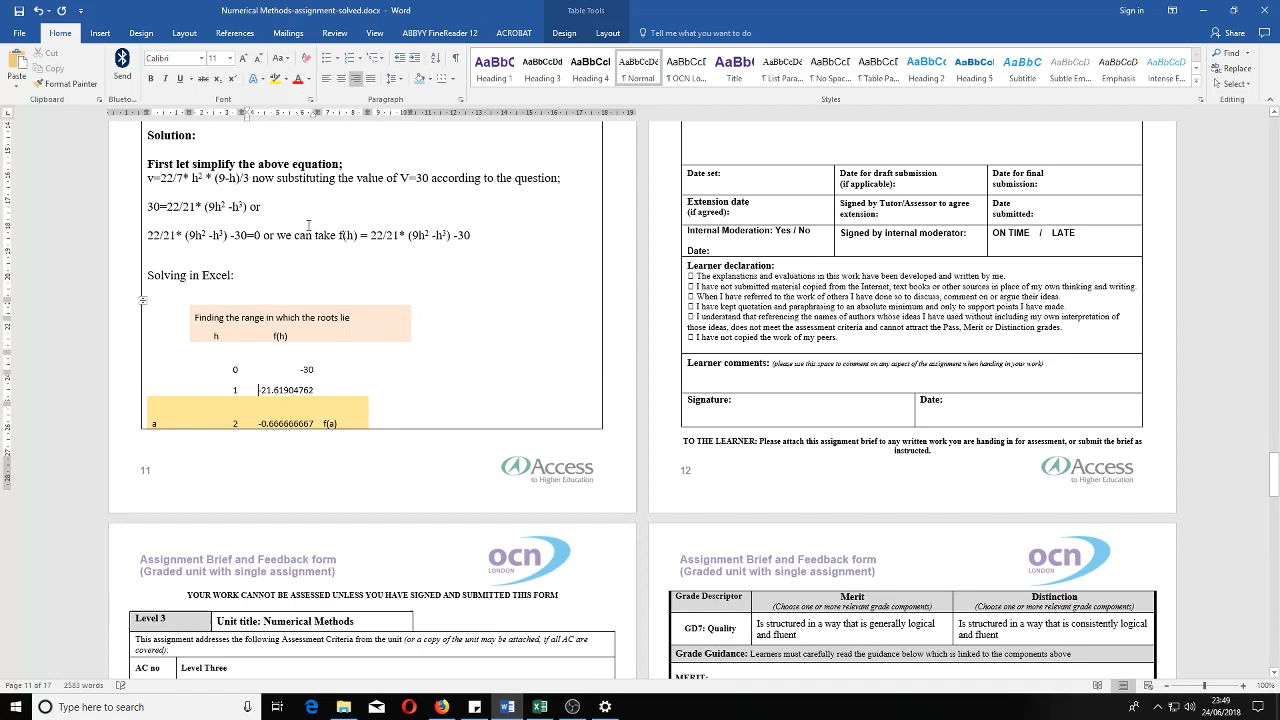 numerical methods-solved.docx - Word
Table Tools
Sign in
File
Home
Insert
Design
Layout
References
Mailings
Review
View
ABBYY FineReader 12
ACROBAT
Design
Layout
Tell me what you want to do
Share
Paste
Cut
Copy
Format Painter
Clipboard
Send
Blueto...
Calibri
11
Font
Paragraph
AaBbC Heading 1
AaBbCcDd Heading 3
AaBbC Heading 4
AaBbCcDd ¶ Normal
¶ OCN Lo...
AaBb( Title
¶ List Para...
¶ No Spac...
¶ Table Pa...
Heading 2
Heading 5
Subtitle
Subtle Em...
Emphasis
Intense E...
Styles
Find
Replace
Select
Editing
Solution:
First let simplify the above equation;
v=22/7* h² * (9-h)/3 now substituting the value of V=30 according to the question;
30=22/21* (9h² -h³) or
22/21* (9h² -h³) -30=0 or we can take f(h) = 22/21* (9h² -h³) -30
Solving in Excel:
Finding the range in which the roots lie
h f(h)
0 -30
1 -21.61904762
a 2 -0.666666667 f(a)
11
Access
to Higher Education
Date set:
Date for draft submission
(if applicable):
Date for final
submission:
Extension date
(if agreed):
Signed by Tutor/Assessor to agree
extension:
Date
submitted:
Internal Moderation: Yes / No
Date:
Signed by internal moderator:
ON TIME / LATE
Learner declaration:
□ The explanations and evaluations in this work have been developed and written by me.
□ I have not submitted material copied from the Internet, text books or other sources in place of my own thinking and writing.
□ When I have referred to the work of others I have done so to discuss, comment on or argue their ideas.
□ I have kept quotation and paraphrasing to an absolute minimum and only to support points I have made.
□ I understand that referencing the names of authors whose ideas I have used without including my own interpretation of
those ideas, does not meet the assessment criteria and cannot attract the Pass, Merit or Distinction grades.
□ I have not copied the work of my peers.
Learner comments: (please use this space to comment on any aspect of the assignment when handing in your work)
Signature:
Date:
TO THE LEARNER: Please attach this assignment brief to any written work you are handing in for assessment, or submit the brief as
instructed.
12
Access
to Higher Education
Assignment Brief and Feedback form
(Graded unit with single assignment)
ocn
LONDON
YOUR WORK CANNOT BE ASSESSED UNLESS YOU HAVE SIGNED AND SUBMITTED THIS FORM
Level 3
Unit title: Numerical Methods
This assignment addresses the following Assessment Criteria from the unit (or a copy of the unit may be attached, if all AC are
covered):
AC no
Level Three
Assignment Brief and Feedback form
(Graded unit with single assignment)
ocn
LONDON
Grade Descriptor
Merit
(Choose one or more relevant grade components)
Distinction
(Choose one or more relevant grade components)
GD7: Quality
Is structured in a way that is generally logical
and fluent
Is structured in a way that is consistently logical
and fluent
Grade Guidance: Learners must carefully read the guidance below which is linked to the components above
MERIT:
Page 11 of 17
2583 words
100%
Type here to search
23:49
24/06/2018